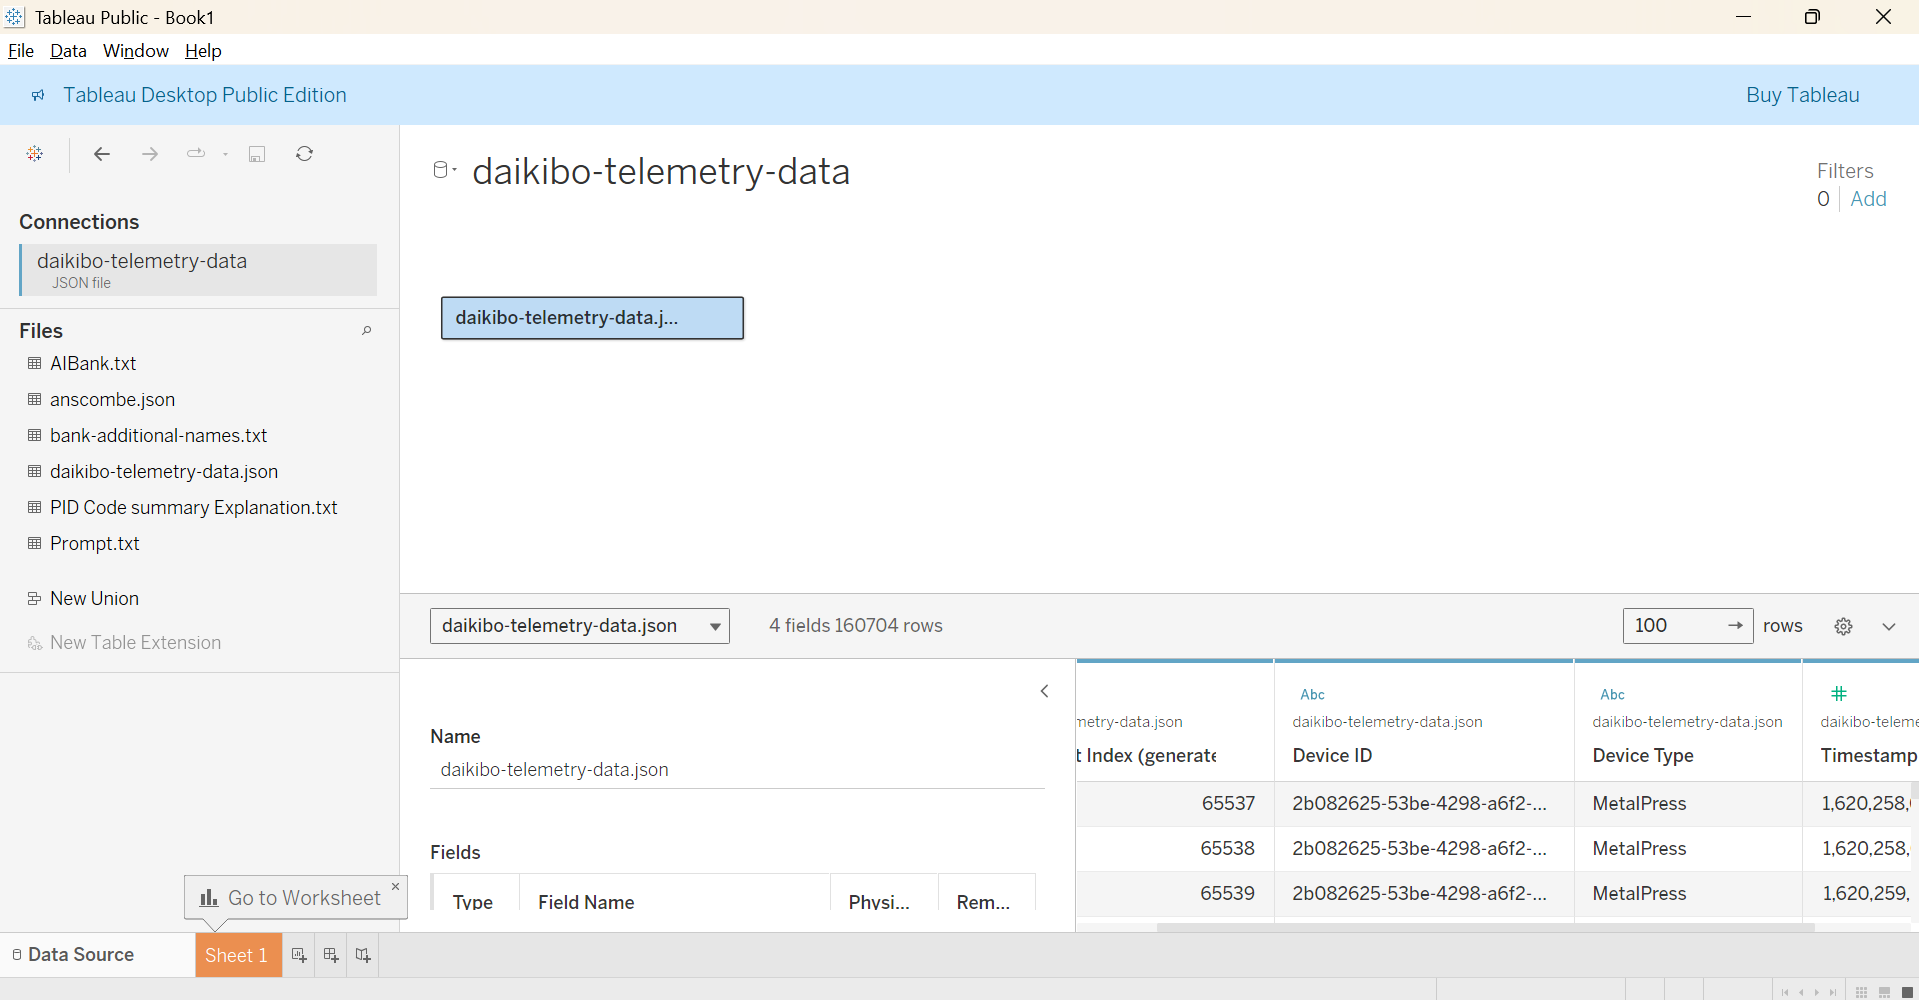 Tableau Public - Book1
File Data Window Help
Tableau Desktop Public Edition
Buy Tableau
Connections
daikibo-telemetry-data
JSON file
Files
AIBank.txt
anscombe.json
bank-additional-names.txt
daikibo-telemetry-data.json
PID Code summary Explanation.txt
Prompt.txt
New Union
New Table Extension
daikibo-telemetry-data
Filters
0 Add
daikibo-telemetry-data.j...
daikibo-telemetry-data.json
4 fields 160704 rows
100 → rows
Name
daikibo-telemetry-data.json
Fields
Type Field Name Physi... Rem...
Abc Abc #
metry-data.json daikibo-telemetry-data.json daikibo-telemetry-data.json daikibo-teleme
t Index (generate Device ID Device Type Timestamp
65537 2b082625-53be-4298-a6f2-... MetalPress 1,620,258,
65538 2b082625-53be-4298-a6f2-... MetalPress 1,620,258,
65539 2b082625-53be-4298-a6f2-... MetalPress 1,620,259,
Go to Worksheet
Data Source
Sheet 1